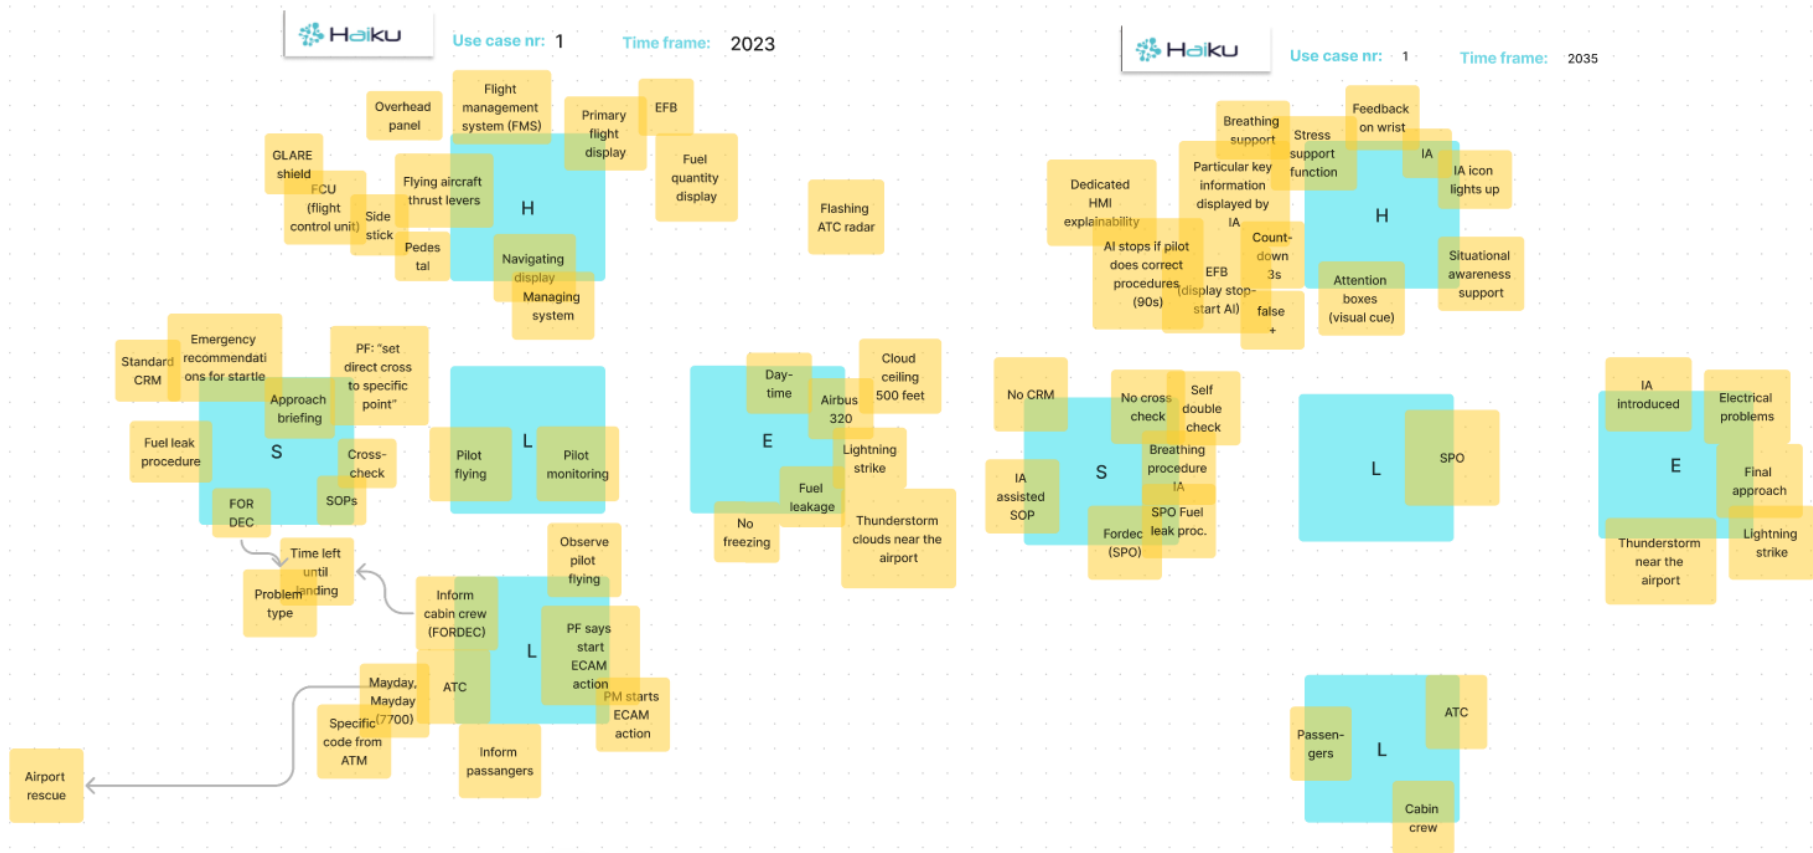 Haiku
Use case nr: 1
Time frame: 2023
Overhead
panel
Flight
management
system (FMS)
Primary
flight
display
EFB
Fuel
quantity
display
GLARE
shield
FCU
(flight
control unit)
Side
stick
Pedes
tal
Flying aircraft
thrust levers
H
Navigating
display
Managing
system
Flashing
ATC radar
Standard
CRM
Emergency
recommendati
ons for startle
PF: "set
direct cross
to specific
point"
Approach
briefing
Fuel leak
procedure
S
Cross-
check
SOPs
FOR
DEC
Time left
until
landing
Problem
type
Pilot
flying
L
Pilot
monitoring
Day-
time
Airbus
320
Cloud
ceiling
500 feet
E
Lightning
strike
Fuel
leakage
No
freezing
Thunderstorm
clouds near the
airport
Observe
pilot
flying
Inform
cabin crew
(FORDEC)
L
PF says
start
ECAM
action
PM starts
ECAM
action
ATC
Mayday,
Mayday
(7700)
Specific
code from
ATM
Inform
passangers
Airport
rescue
Haiku
Use case nr: 1
Time frame: 2035
Breathing
support
Stress
support
function
Feedback
on wrist
IA
IA icon
lights up
Dedicated
HMI
explainability
Particular key
information
displayed by
IA
H
AI stops if pilot
does correct
procedures
(90s)
EFB
(display stop-
start AI)
Count-
down
3s
false
+
Attention
boxes
(visual cue)
Situational
awareness
support
No CRM
No cross
check
Self
double
check
S
Breathing
procedure
IA
IA
assisted
SOP
SPO Fuel
leak proc.
Fordec
(SPO)
L
SPO
IA
introduced
Electrical
problems
E
Final
approach
Lightning
strike
Thunderstorm
near the
airport
ATC
Passen-
gers
L
Cabin
crew